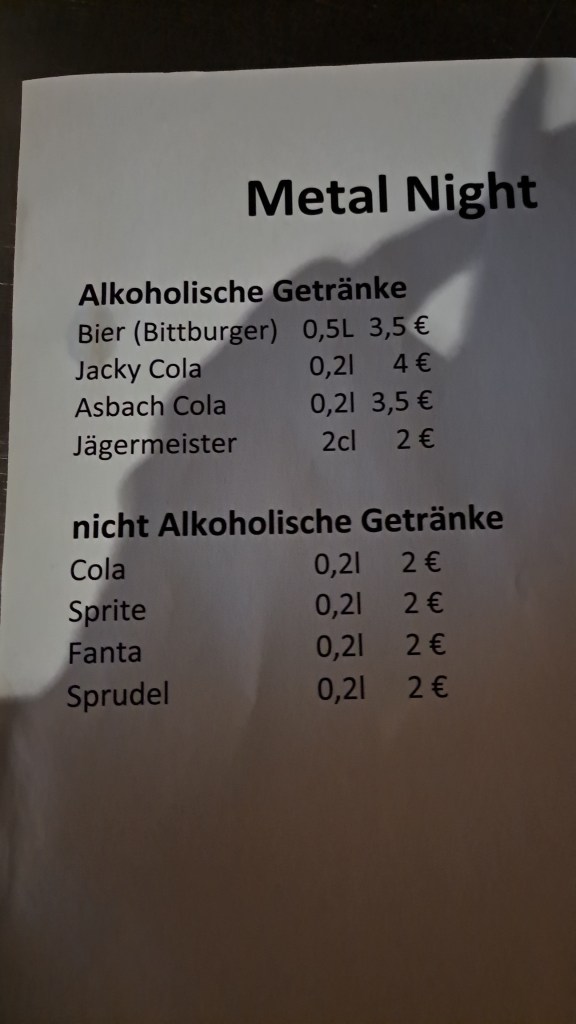 Metal Night
Alkoholische Getränke
Bier (Bittburger) 0,5L 3,5 €
Jacky Cola 0,2l 4 €
Asbach Cola 0,2l 3,5 €
Jägermeister 2cl 2 €
nicht Alkoholische Getränke
Cola 0,2l 2 €
Sprite 0,2l 2 €
Fanta 0,2l 2 €
Sprudel 0,2l 2 €